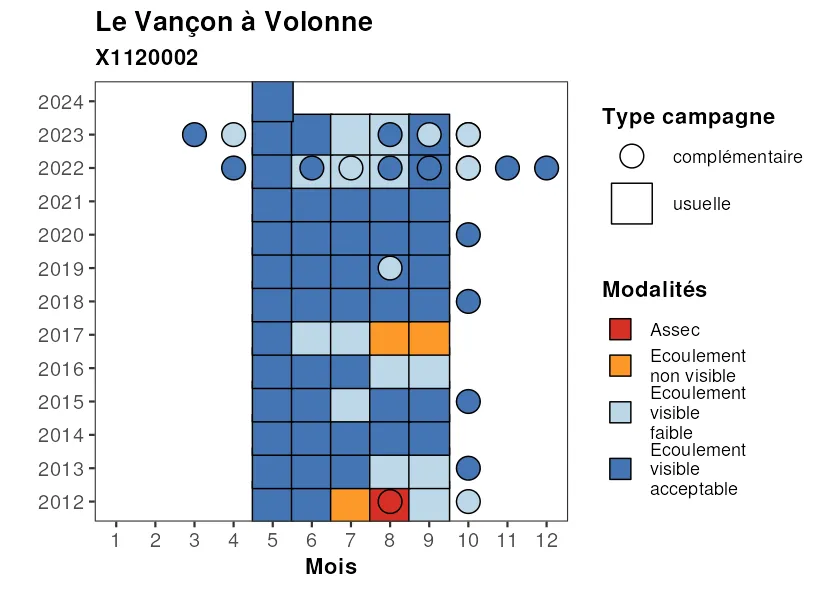 Le Vançon à Volonne
X1120002
2024
2023
2022
2021
2020
2019
2018
2017
2016
2015
2014
2013
2012
1 2 3 4 5 6 7 8 9 10 11 12
Mois
Type campagne
complémentaire
usuelle
Modalités
Assec
Ecoulement
non visible
Ecoulement
visible
faible
Ecoulement
visible
acceptable